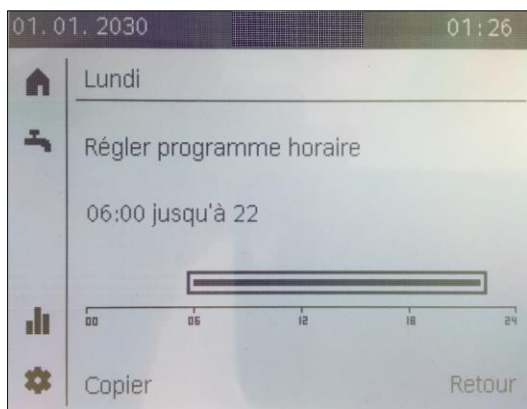 01.01.2030 01:26
Lundi
Régler programme horaire
06:00 jusqu'à 22
00 06 12 18 24
Copier Retour